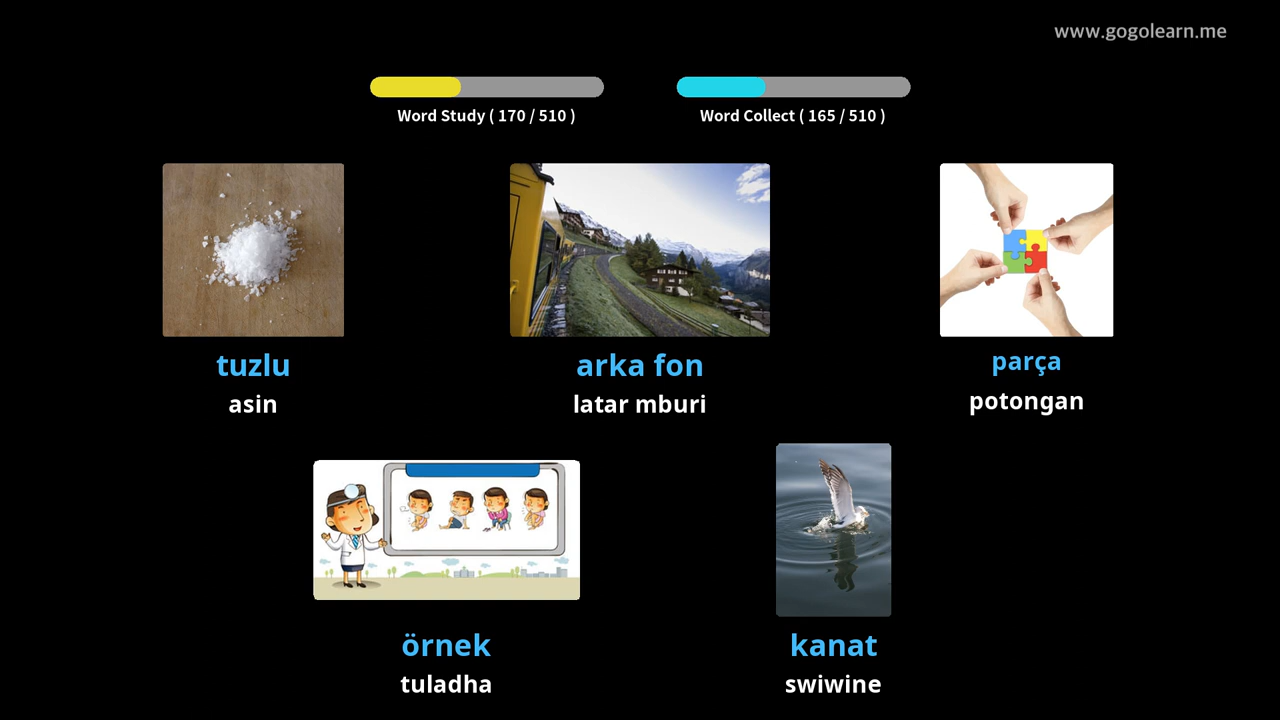 www.gogolearn.me
Word Study ( 170 / 510 )
Word Collect ( 165 / 510 )
tuzlu
asin
arka fon
latar mburi
parça
potongan
örnek
tuladha
kanat
swiwine